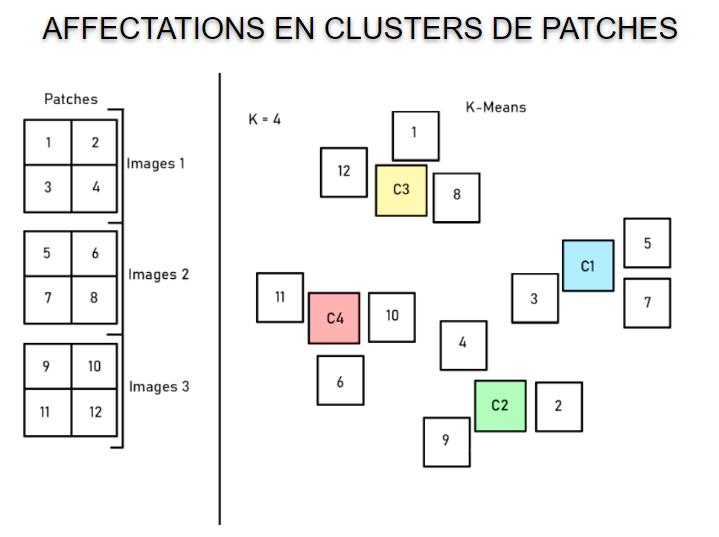 AFFECTATIONS EN CLUSTERS DE PATCHES
Patches
1 2
3 4
Images 1
5 6
7 8
Images 2
9 10
11 12
Images 3
K = 4
K-Means
1
12
C3
8
5
C1
3
7
11
C4
10
6
4
C2
2
9